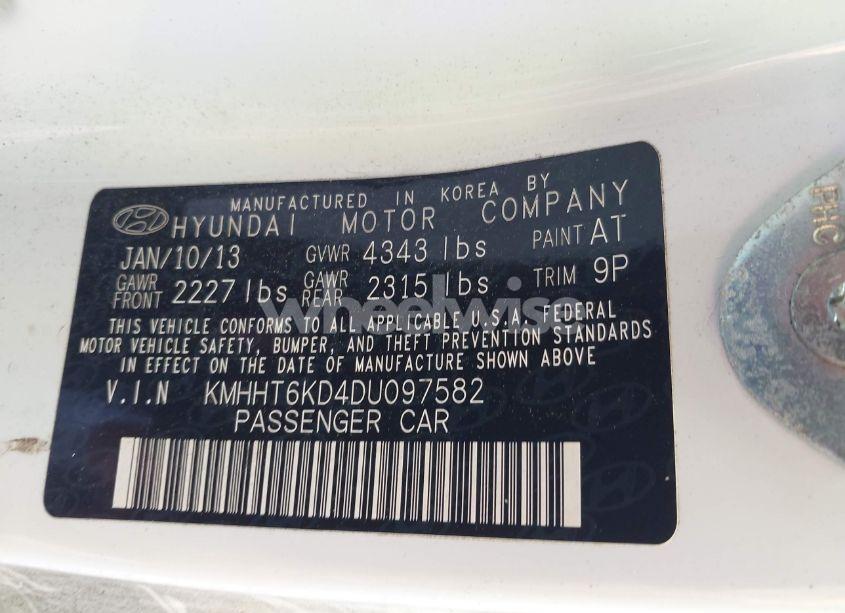 MANUFACTURED IN KOREA BY
HYUNDAI MOTOR COMPANY
JAN/10/13 GVWR 4343 lbs PAINT AT
GAWR FRONT 2227 lbs GAWR REAR 2315 lbs TRIM 9P
THIS VEHICLE CONFORMS TO ALL APPLICABLE U.S.A. FEDERAL
MOTOR VEHICLE SAFETY, BUMPER, AND THEFT PREVENTION STANDARDS
IN EFFECT ON THE DATE OF MANUFACTURE SHOWN ABOVE
V.I.N KMHHT6KD4DU097582
PASSENGER CAR
PHC
wheelwise